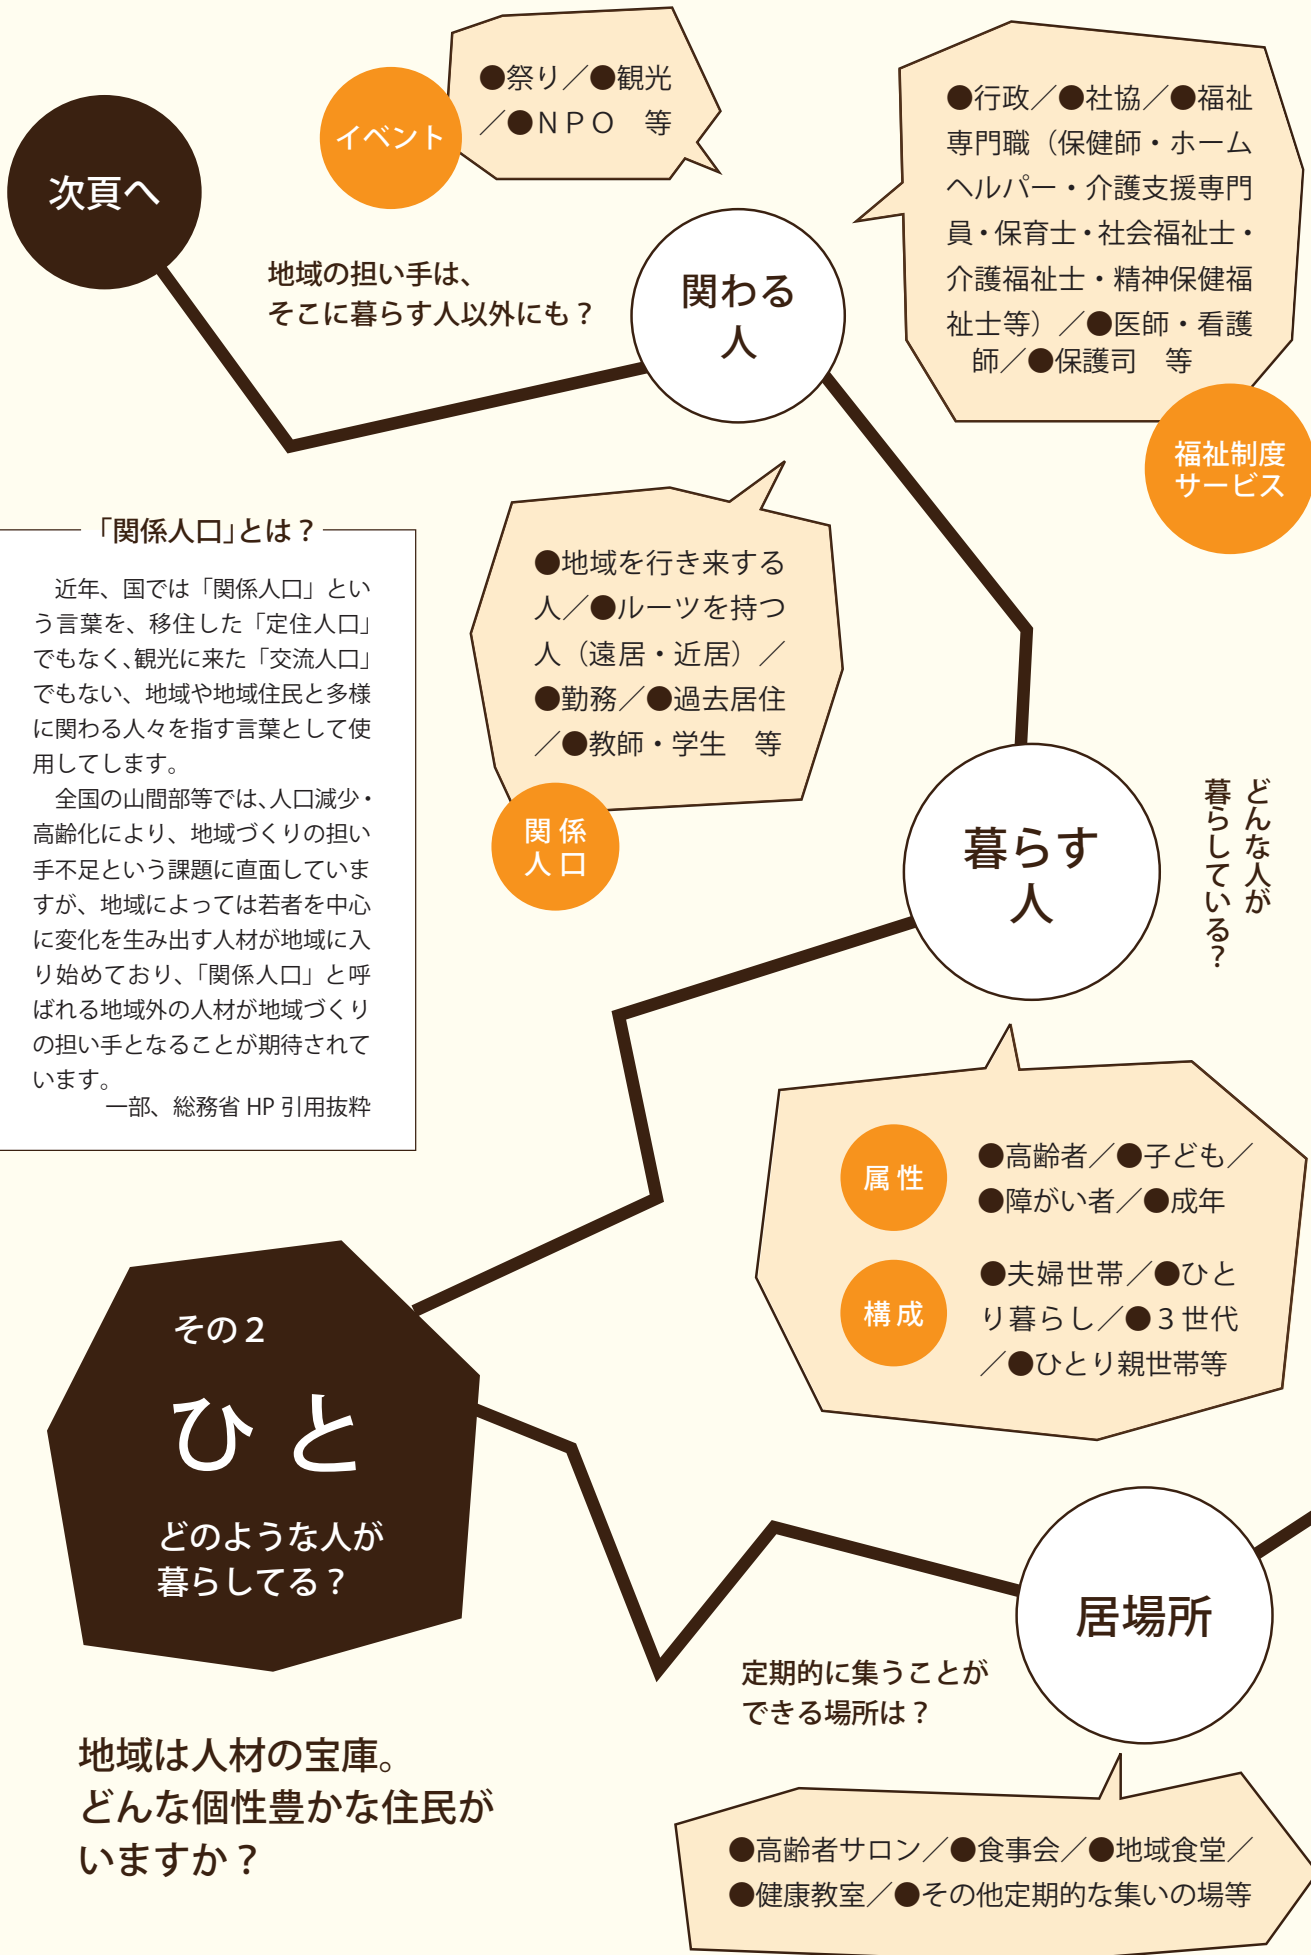 ●祭り／●観光
／●ＮＰＯ　等
イベント
●行政／●社協／●福祉
専門職（保健師・ホーム
ヘルパー・介護支援専門
員・保育士・社会福祉士・
介護福祉士・精神保健福
祉士等）／●医師・看護
師／●保護司　等
福祉制度
サービス
次頁へ
地域の担い手は、
そこに暮らす人以外にも？
関わる
人
「関係人口」とは？
　近年、国では「関係人口」とい
う言葉を、移住した「定住人口」
でもなく、観光に来た「交流人口」
でもない、地域や地域住民と多様
に関わる人々を指す言葉として使
用してします。
　全国の山間部等では、人口減少・
高齢化により、地域づくりの担い
手不足という課題に直面していま
すが、地域によっては若者を中心
に変化を生み出す人材が地域に入
り始めており、「関係人口」と呼
ばれる地域外の人材が地域づくり
の担い手となることが期待されて
います。
一部、総務省 HP 引用抜粋
●地域を行き来する
人／●ルーツを持つ
人（遠居・近居）／
●勤務／●過去居住
／●教師・学生　等
関係
人口
暮らす
人
どんな人が
暮らしている？
属性
●高齢者／●子ども／
●障がい者／●成年
構成
●夫婦世帯／●ひと
り暮らし／●３世代
／●ひとり親世帯等
その２
ひと
どのような人が
暮らしてる？
居場所
定期的に集うことが
できる場所は？
地域は人材の宝庫。
どんな個性豊かな住民が
いますか？
●高齢者サロン／●食事会／●地域食堂／
●健康教室／●その他定期的な集いの場等